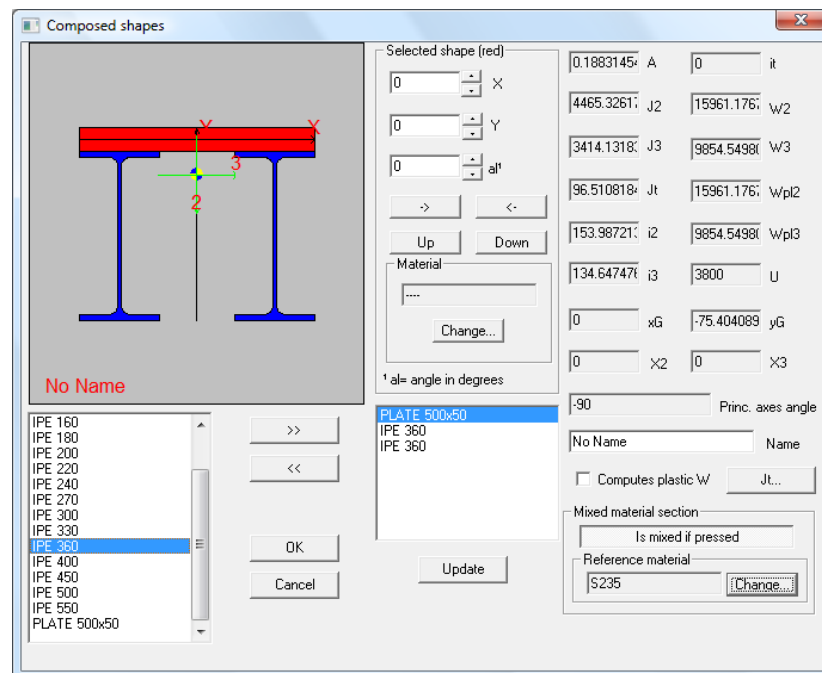 Composed shapes
Y
X
3
2
No Name
Selected shape (red)
0 X
0 Y
0 al¹
-> <-
Up Down
Material
----
Change...
¹ al= angle in degrees
0.18831454 A 0 it
4465.32617 J2 15961.1767 W2
3414.1318 J3 9854.5498 W3
96.5108184 Jt 15961.1767 Wpl2
153.98721 i2 9854.5498 Wpl3
134.647476 i3 3800 U
0 xG -75.404089 yG
0 X2 0 X3
-90 Princ. axes angle
No Name Name
Computes plastic W Jt...
Mixed material section
Is mixed if pressed
Reference material
S235 Change...
IPE 160
IPE 180
IPE 200
IPE 220
IPE 240
IPE 270
IPE 300
IPE 330
IPE 360
IPE 400
IPE 450
IPE 500
IPE 550
PLATE 500x50
>>
<<
OK
Cancel
PLATE 500x50
IPE 360
IPE 360
Update